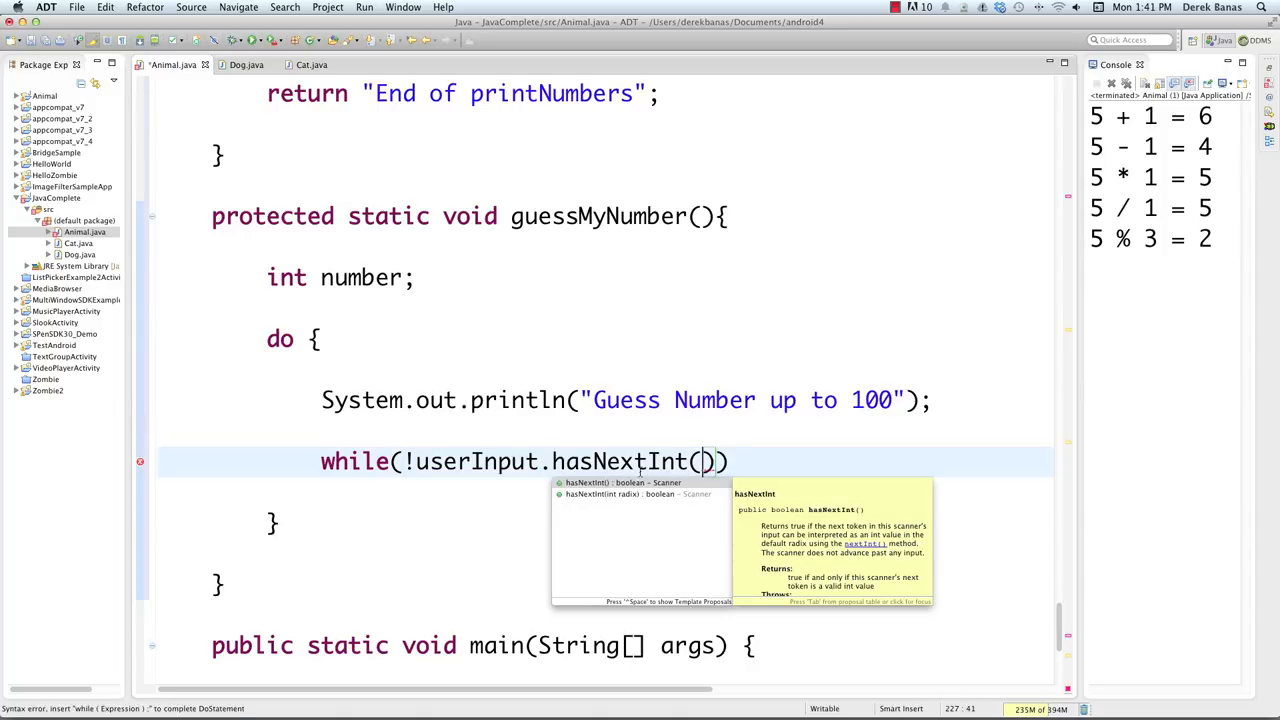 ADT File Edit Refactor Source Navigate Search Project Run Window Help
10 Mon 1:41 PM Derek Banas
Java – JavaComplete/src/Animal.java – ADT – /Users/derekbanas/Documents/android4
Quick Access
Java
DDMS
Package Exp
*Animal.java
Dog.java
Cat.java
Console
<terminated> Animal (1) [Java Application] /S
Animal
appcompat_v7
appcompat_v7_2
appcompat_v7_3
appcompat_v7_4
BridgeSample
HelloWorld
HelloZombie
ImageFilterSampleApp
JavaComplete
src
(default package)
Animal.java
Cat.java
Dog.java
JRE System Library [Ja
ListPickerExample2Activi
MediaBrowser
MultiWindowSDKExample
MusicPlayerActivity
SlookActivity
SPenSDK30_Demo
TestAndroid
TextGroupActivity
VideoPlayerActivity
Zombie
Zombie2
return "End of printNumbers";
}
protected static void guessMyNumber(){
int number;
do {
System.out.println("Guess Number up to 100");
while(!userInput.hasNextInt())
}
}
public static void main(String[] args) {
hasNextInt() : boolean – Scanner
hasNextInt(int radix) : boolean – Scanner
Press '^Space' to show Template Proposals
hasNextInt
public boolean hasNextInt()
Returns true if the next token in this scanner's
input can be interpreted as an int value in the
default radix using the nextInt() method.
The scanner does not advance past any input.
Returns:
true if and only if this scanner's next
token is a valid int value
Throws:
Press 'Tab' from proposal table or click for focus
5 + 1 = 6
5 - 1 = 4
5 * 1 = 5
5 / 1 = 5
5 % 3 = 2
Syntax error, insert "while ( Expression ) ;" to complete DoStatement
Writable
Smart Insert
227 : 41
235M of 394M